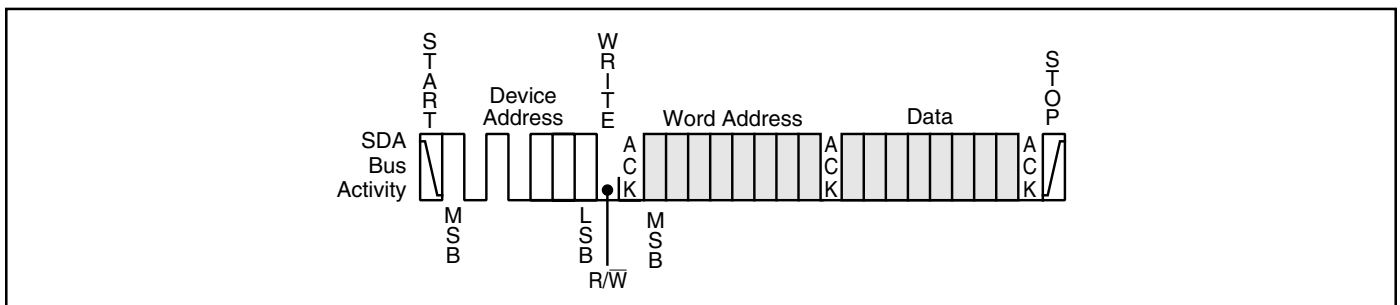 START
WRITE
STOP
Device
Address
Word Address
Data
SDA
Bus
Activity
ACK
ACK
ACK
MSB
LSB
MSB
R/W̅